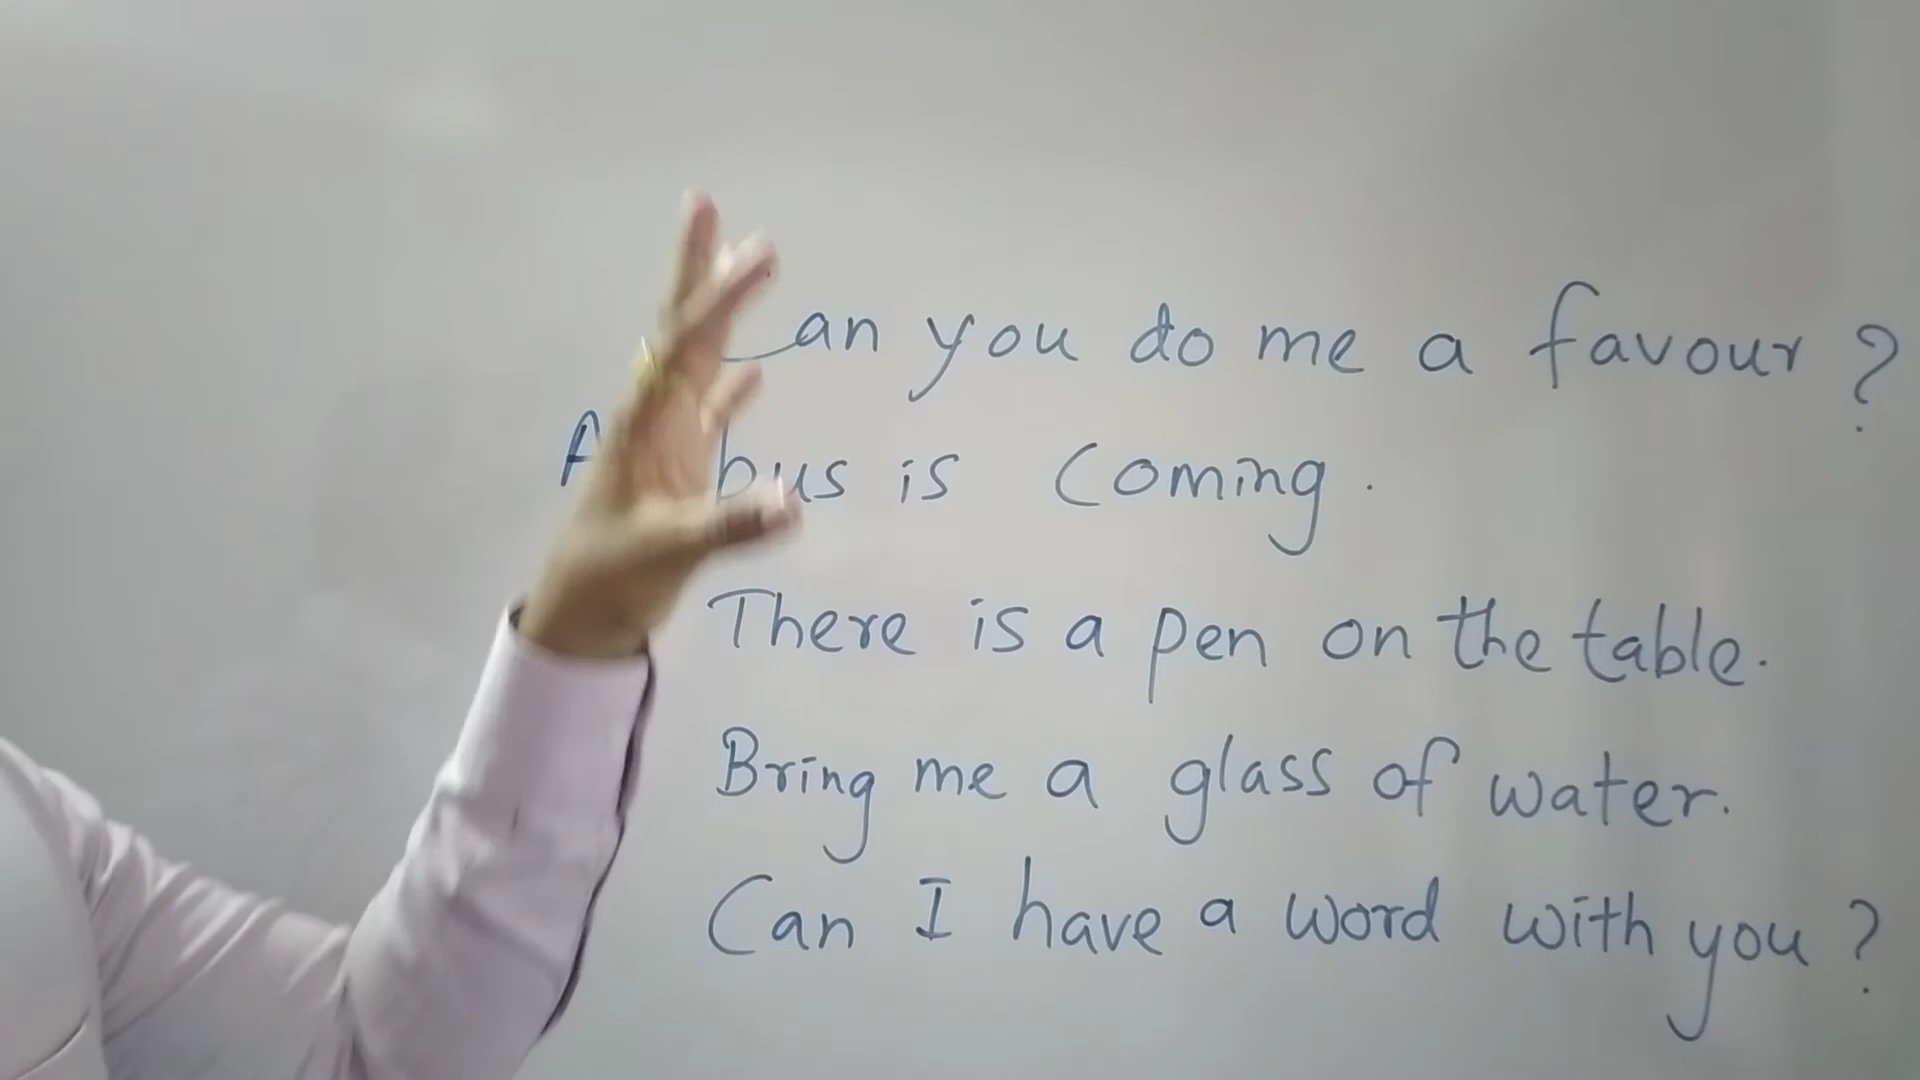 Can you do me a favour?
A bus is coming.
There is a pen on the table.
Bring me a glass of water.
Can I have a word with you?